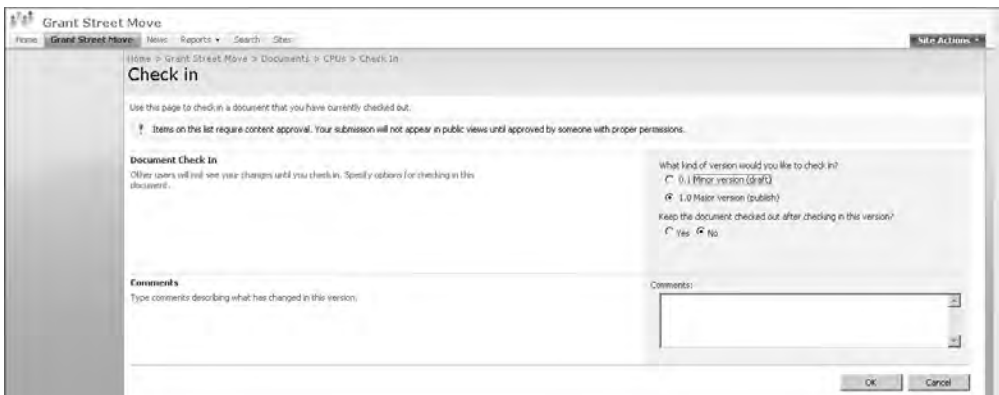 Grant Street Move
Home Grant Street Move News Reports Search Sites Site Actions
Home > Grant Street Move > Documents > CPUs > Check In
Check in
Use this page to check in a document that you have currently checked out.
! Items on this list require content approval. Your submission will not appear in public views until approved by someone with proper permissions.
Document Check In
Other users will not see your changes until you check in. Specify options for checking in this
document.
What kind of version would you like to check in?
0.1 Minor version (draft)
1.0 Major version (publish)
Keep the document checked out after checking in this version?
Yes No
Comments
Type comments describing what has changed in this version.
Comments:
OK Cancel